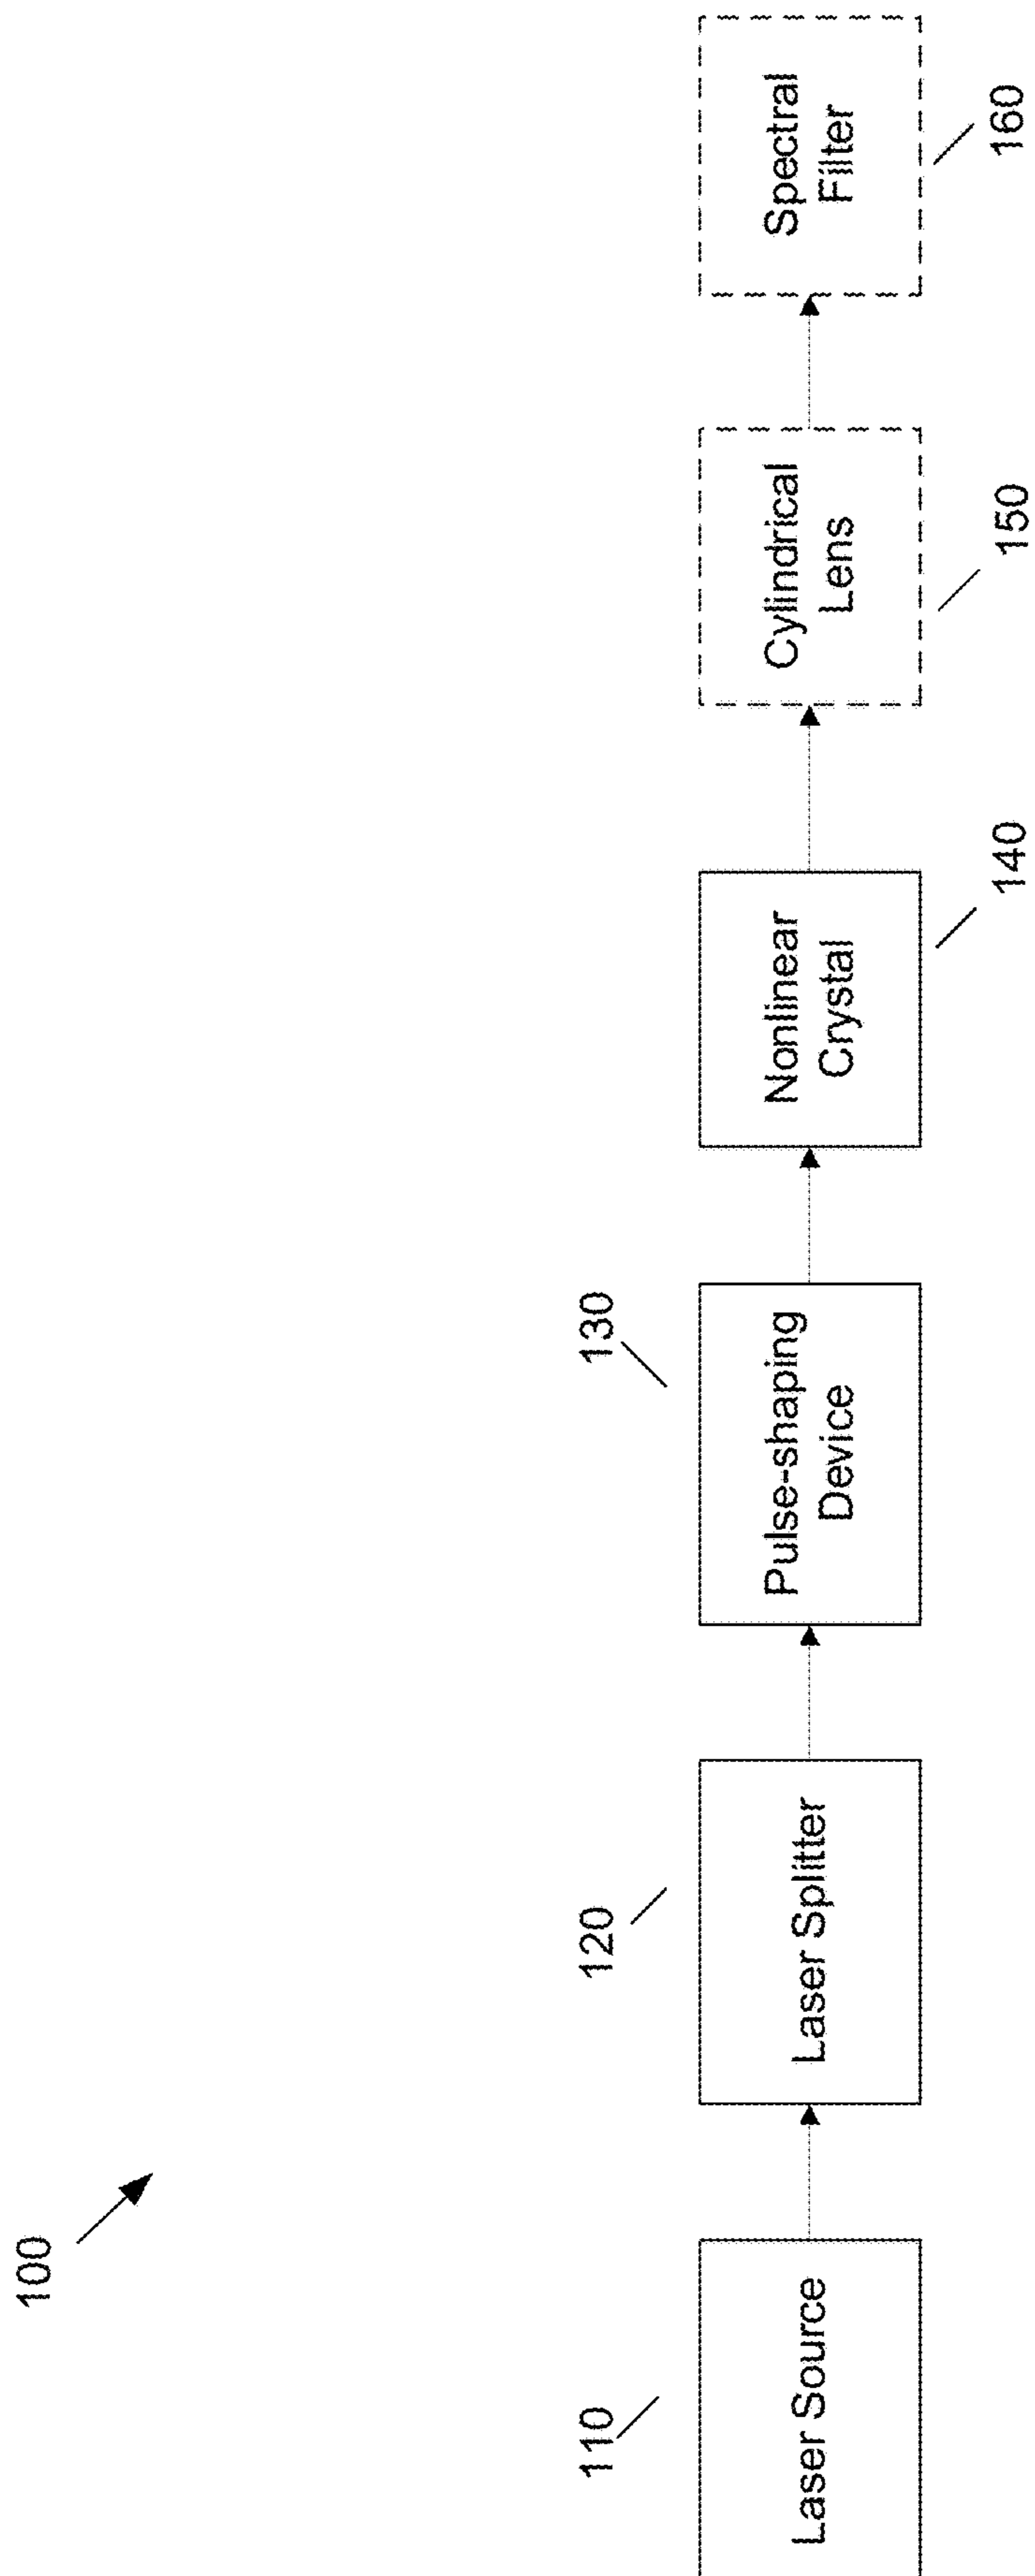 100
110
Laser Source
120
Laser Splitter
130
Pulse-shaping
Device
Nonlinear
Crystal
140
Cylindrical
Lens
150
Spectral
Filter
160